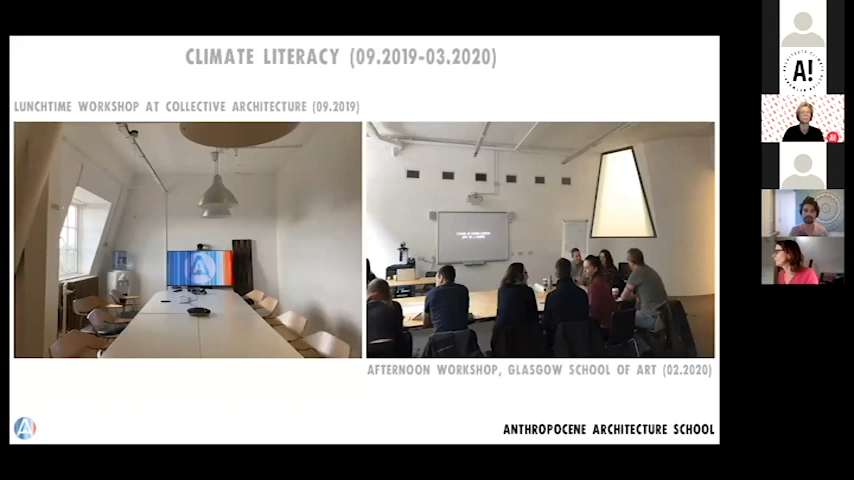 CLIMATE LITERACY (09.2019-03.2020)
LUNCHTIME WORKSHOP AT COLLECTIVE ARCHITECTURE (09.2019)
AFTERNOON WORKSHOP, GLASGOW SCHOOL OF ART (02.2020)
ANTHROPOCENE ARCHITECTURE SCHOOL
A!